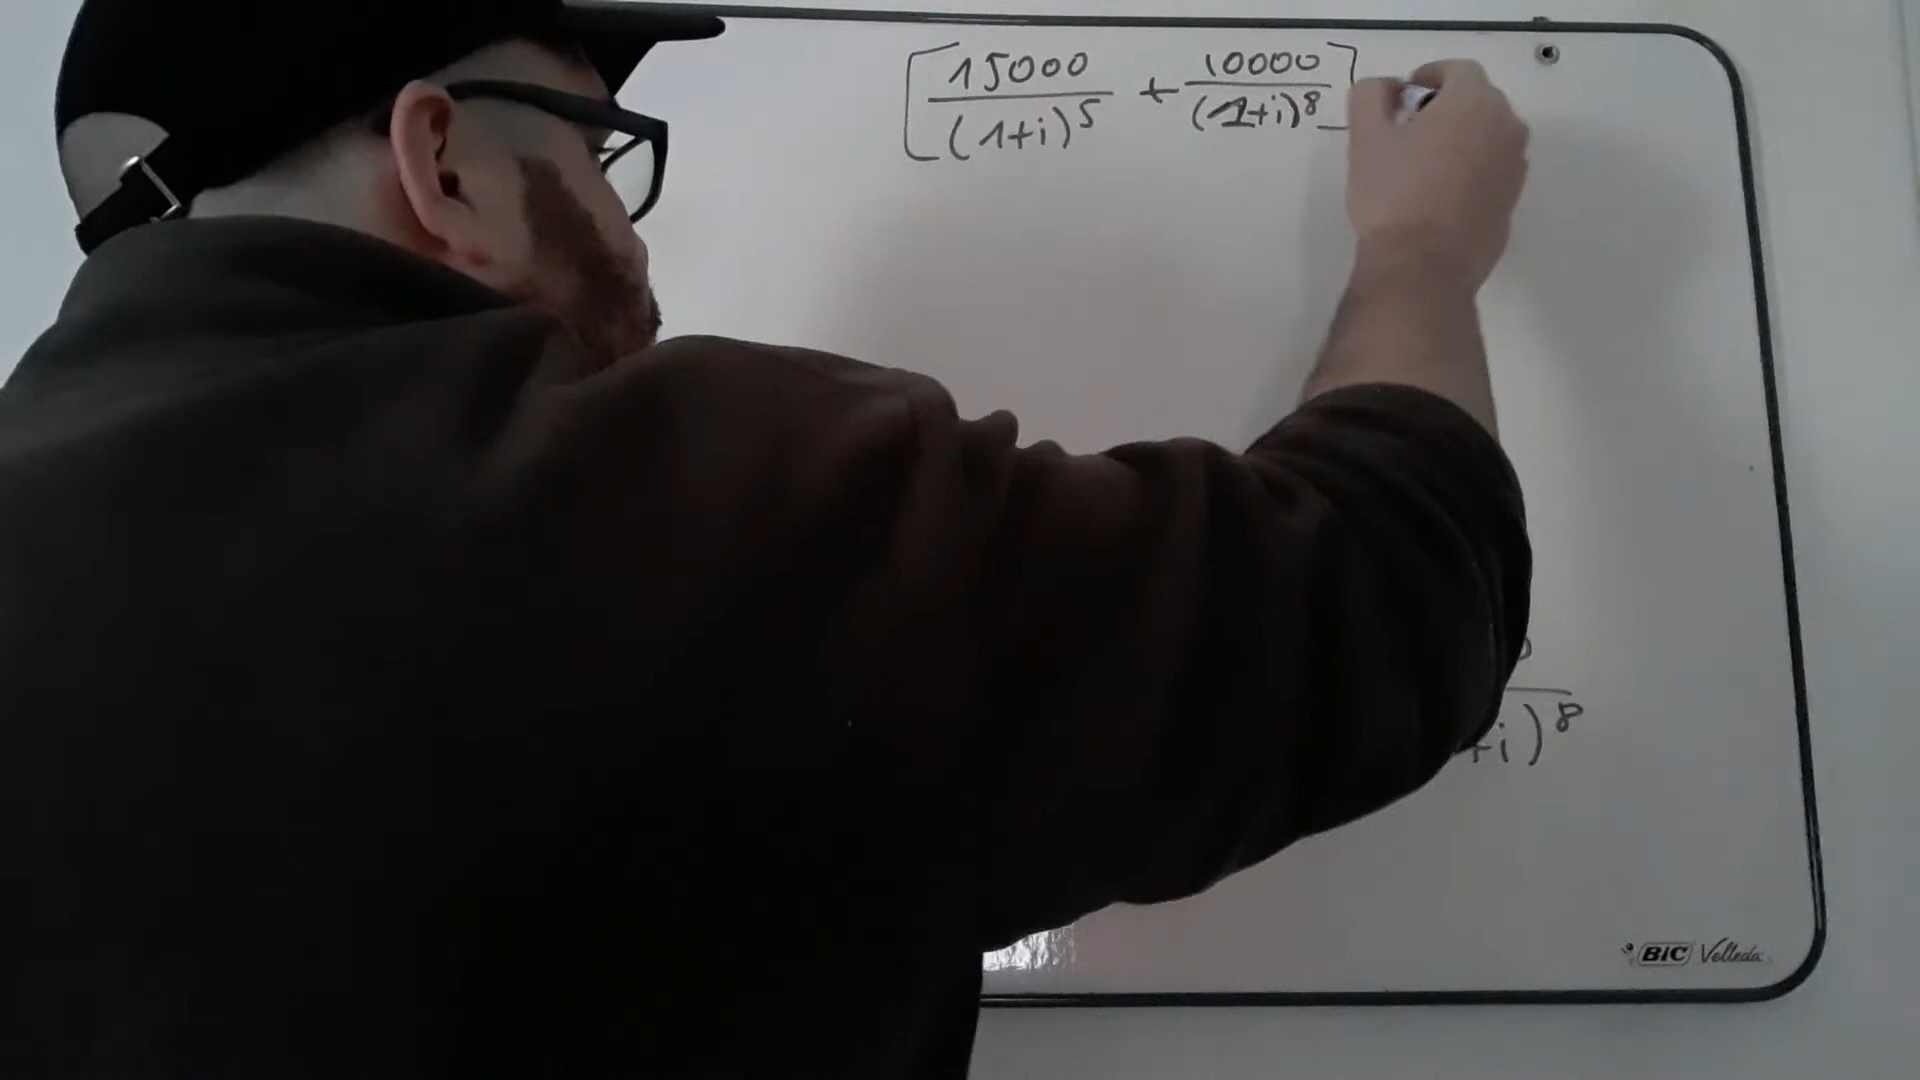 [15000/(1+i)^5 + 10000/(1+i)^8]
+i)^8
BIC Velleda